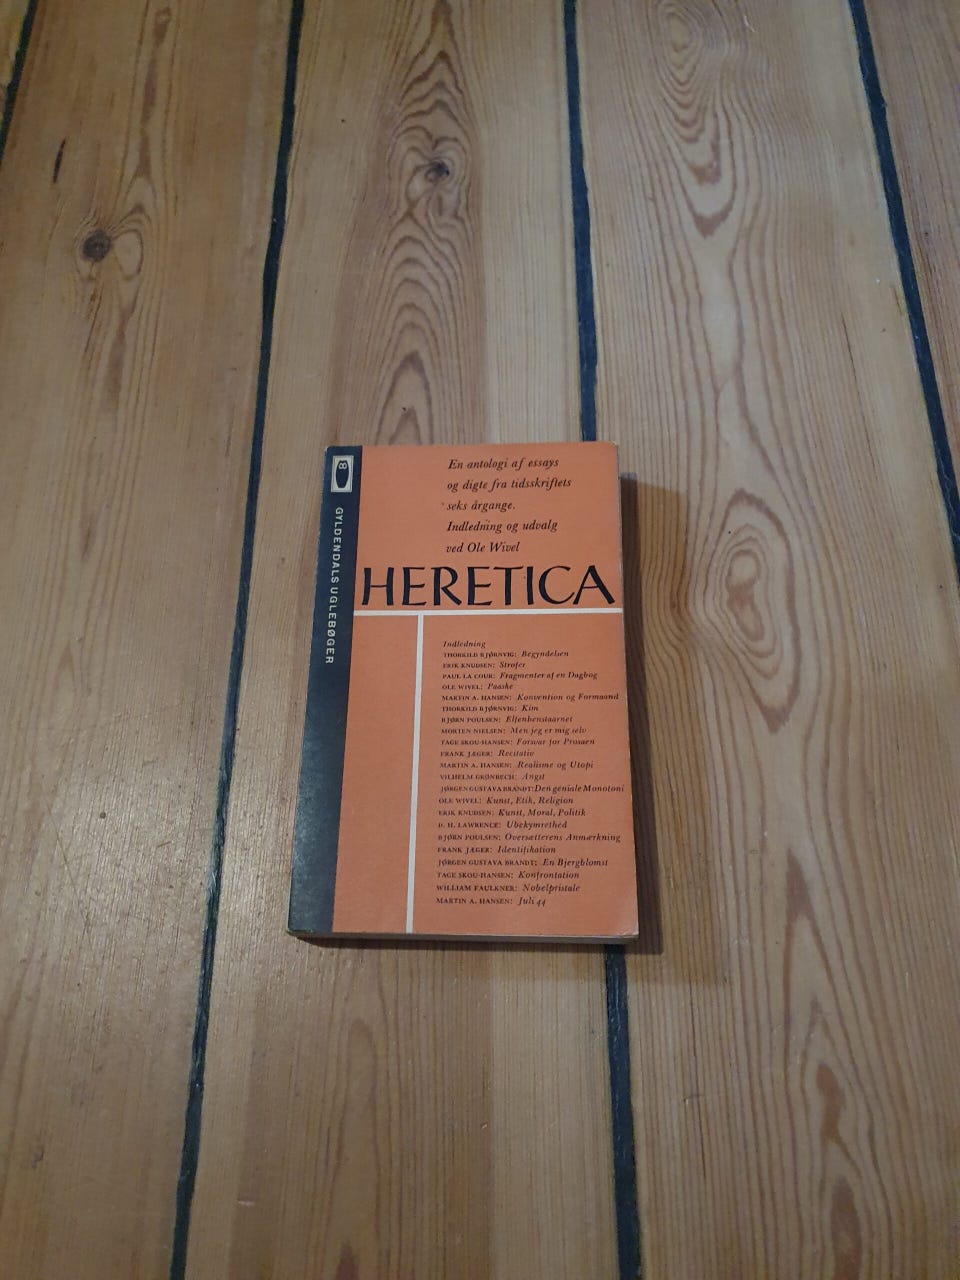 8
GYLDENDALS UGLEBØGER
En antologi af essays
og digte fra tidsskriftets
seks årgange.
Indledning og udvalg
ved Ole Wivel
HERETICA
Indledning
THORKILD BJØRNVIG: Begyndelsen
ERIK KNUDSEN: Strofer
PAUL LA COUR: Fragmenter af en Dagbog
OLE WIVEL: Paaske
MARTIN A. HANSEN: Konvention og Formaand
THORKILD BJØRNVIG: Kim
BJØRN POULSEN: Elfenbenstaarnet
MORTEN NIELSEN: Men jeg er mig selv
TAGE SKOU-HANSEN: Forsvar for Prosaen
FRANK JÆGER: Recitativ
MARTIN A. HANSEN: Realisme og Utopi
VILHELM GRØNBECH: Angst
JØRGEN GUSTAVA BRANDT: Den geniale Monotoni
OLE WIVEL: Kunst, Etik, Religion
ERIK KNUDSEN: Kunst, Moral, Politik
D. H. LAWRENCE: Ubekymrethed
BJØRN POULSEN: Oversætterens Anmærkning
FRANK JÆGER: Identifikation
JØRGEN GUSTAVA BRANDT: En Bjergblomst
TAGE SKOU-HANSEN: Konfrontation
WILLIAM FAULKNER: Nobelpristale
MARTIN A. HANSEN: Juli 44